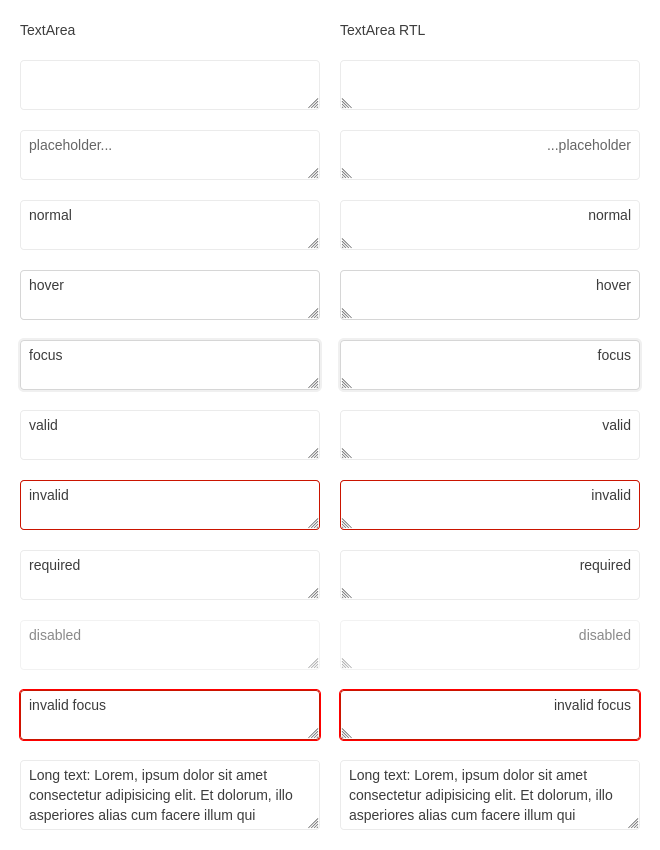 TextArea
TextArea RTL
placeholder...
...placeholder
normal
normal
hover
hover
focus
focus
valid
valid
invalid
invalid
required
required
disabled
disabled
invalid focus
invalid focus
Long text: Lorem, ipsum dolor sit amet
consectetur adipisicing elit. Et dolorum, illo
asperiores alias cum facere illum qui
Long text: Lorem, ipsum dolor sit amet
consectetur adipisicing elit. Et dolorum, illo
asperiores alias cum facere illum qui